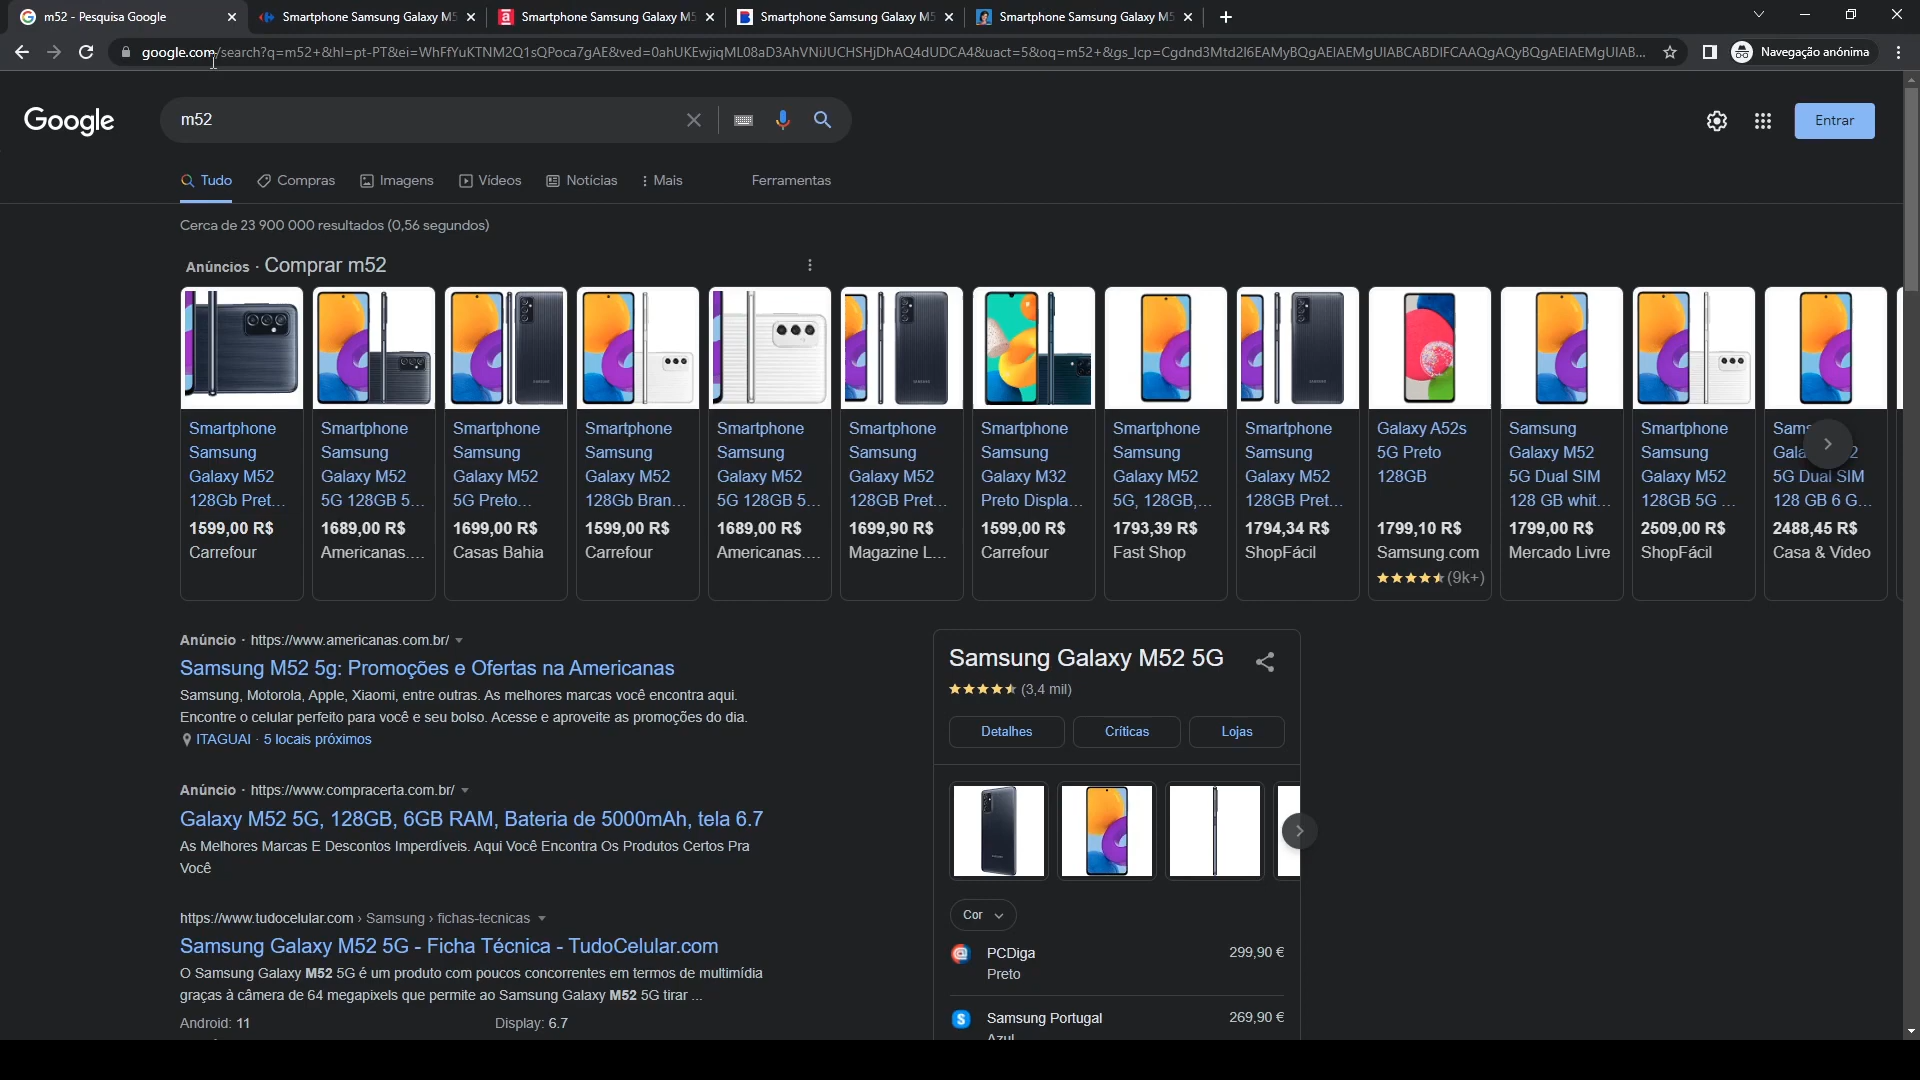 m52 - Pesquisa Google
Smartphone Samsung Galaxy M5
Smartphone Samsung Galaxy M5
Smartphone Samsung Galaxy M5
Smartphone Samsung Galaxy M5
google.com/search?q=m52+&hl=pt-PT&ei=WhFfYuKTNM2Q1sQPoca7gAE&ved=0ahUKEwjiqML08aD3AhVNiJUCHSHjDhAQ4dUDCA4&uact=5&oq=m52+&gs_lcp=Cgdnd3Mtd2l6EAMyBQgAEIAEMgUIABCABDIFCAAQgAQyBQgAEIAEMgUIAB...
Navegação anónima
Google
m52
Entrar
Tudo
Compras
Imagens
Vídeos
Notícias
Mais
Ferramentas
Cerca de 23 900 000 resultados (0,56 segundos)
Anúncios · Comprar m52
Smartphone
Samsung
Galaxy M52
128Gb Pret...
1599,00 R$
Carrefour
Smartphone
Samsung
Galaxy M52
5G 128GB 5...
1689,00 R$
Americanas....
Smartphone
Samsung
Galaxy M52
5G Preto...
1699,00 R$
Casas Bahia
Smartphone
Samsung
Galaxy M52
128Gb Bran...
1599,00 R$
Carrefour
Smartphone
Samsung
Galaxy M52
5G 128GB 5...
1689,00 R$
Americanas....
Smartphone
Samsung
Galaxy M52
128GB Pret...
1699,90 R$
Magazine L...
Smartphone
Samsung
Galaxy M32
Preto Displa...
1599,00 R$
Carrefour
Smartphone
Samsung
Galaxy M52
5G, 128GB,...
1793,39 R$
Fast Shop
Smartphone
Samsung
Galaxy M52
128GB Pret...
1794,34 R$
ShopFácil
Galaxy A52s
5G Preto
128GB
1799,10 R$
Samsung.com
(9k+)
Samsung
Galaxy M52
5G Dual SIM
128 GB whit...
1799,00 R$
Mercado Livre
Smartphone
Samsung
Galaxy M52
128GB 5G ...
2509,00 R$
ShopFácil
5G Dual SIM
128 GB 6 G...
2488,45 R$
Casa & Video
Anúncio · https://www.americanas.com.br/
Samsung M52 5g: Promoções e Ofertas na Americanas
Samsung, Motorola, Apple, Xiaomi, entre outras. As melhores marcas você encontra aqui.
Encontre o celular perfeito para você e seu bolso. Acesse e aproveite as promoções do dia.
ITAGUAI · 5 locais próximos
Anúncio · https://www.compracerta.com.br/
Galaxy M52 5G, 128GB, 6GB RAM, Bateria de 5000mAh, tela 6.7
As Melhores Marcas E Descontos Imperdíveis. Aqui Você Encontra Os Produtos Certos Pra
Você
https://www.tudocelular.com › Samsung › fichas-tecnicas
Samsung Galaxy M52 5G - Ficha Técnica - TudoCelular.com
O Samsung Galaxy M52 5G é um produto com poucos concorrentes em termos de multimídia
graças à câmera de 64 megapixels que permite ao Samsung Galaxy M52 5G tirar ...
Android: 11
Display: 6.7
Samsung Galaxy M52 5G
(3,4 mil)
Detalhes
Críticas
Lojas
Cor
PCDiga
299,90 €
Preto
Samsung Portugal
269,90 €
Azul